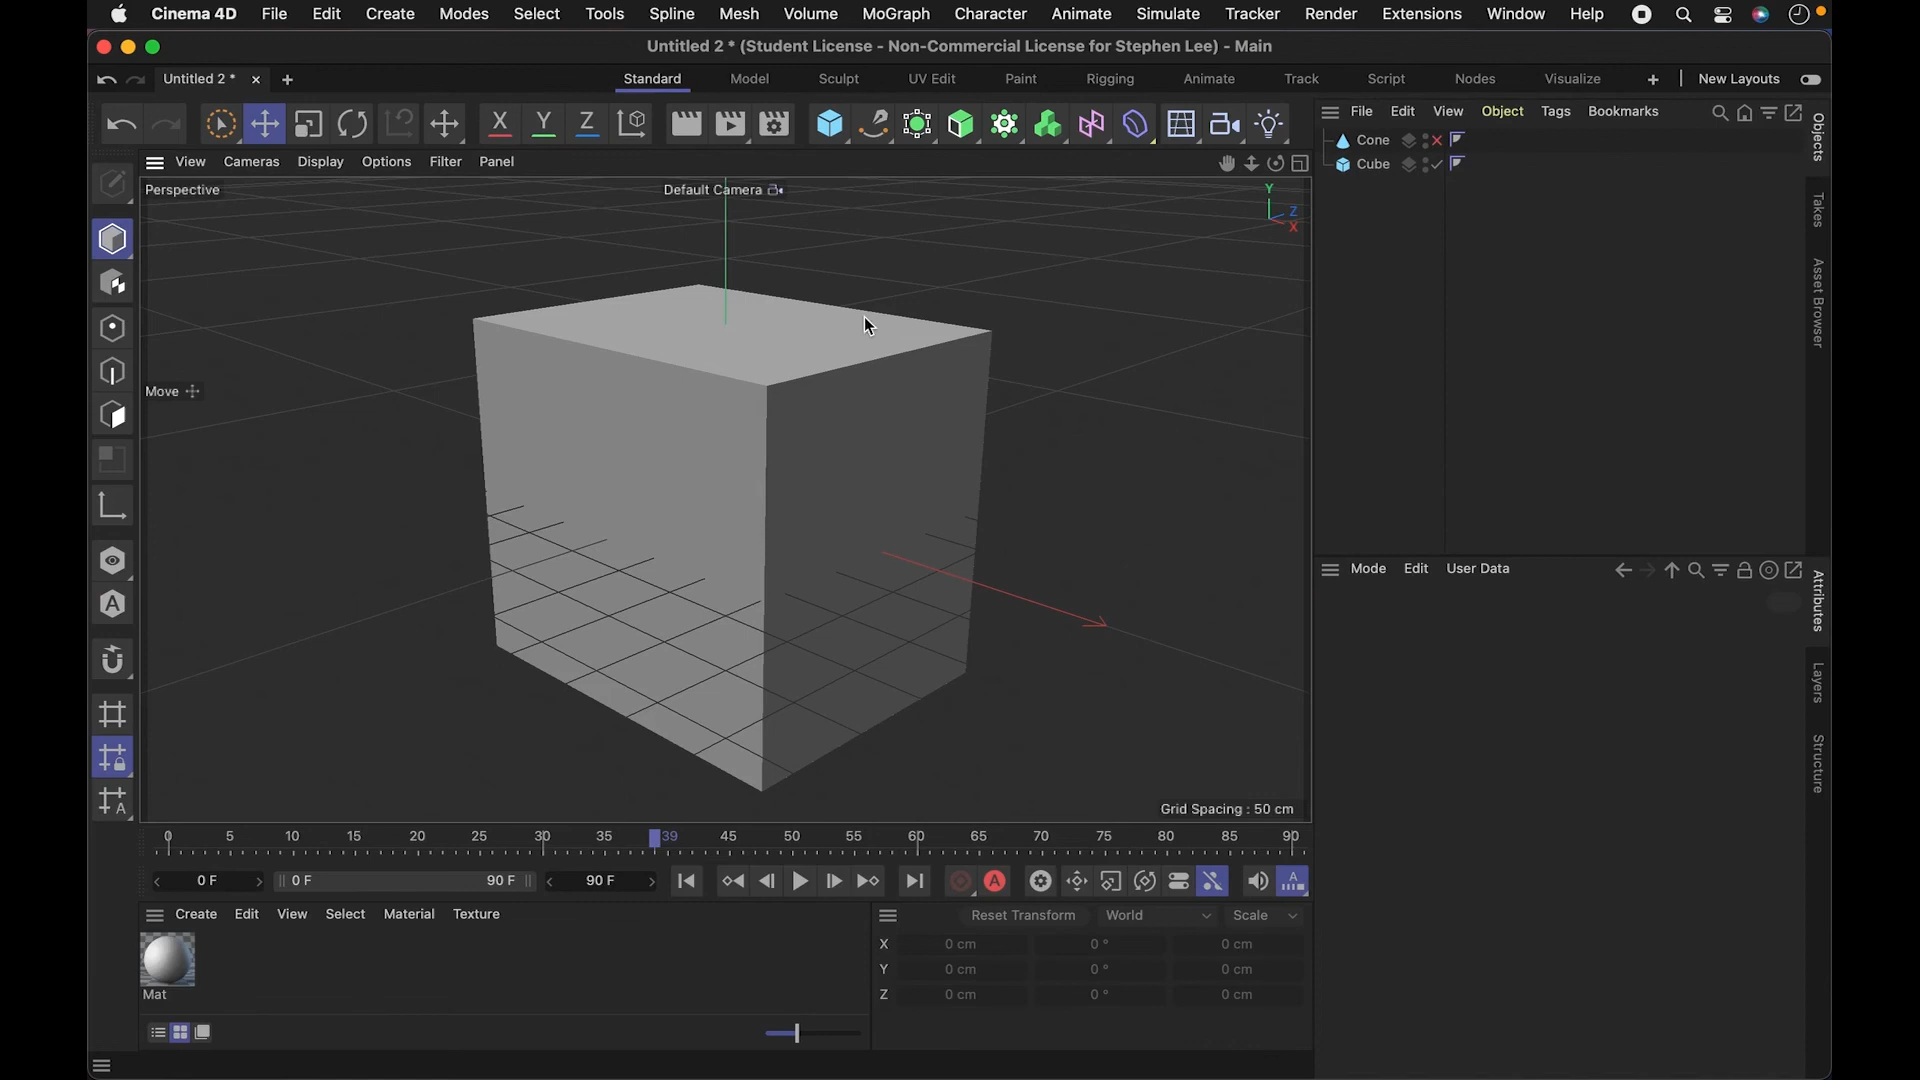 Cinema 4D File Edit Create Modes Select Tools Spline Mesh Volume MoGraph Character Animate Simulate Tracker Render Extensions Window Help
Untitled 2 * (Student License - Non-Commercial License for Stephen Lee) - Main
Untitled 2 * Standard Model Sculpt UV Edit Paint Rigging Animate Track Script Nodes Visualize New Layouts
X Y Z
File Edit View Object Tags Bookmarks
Cone
Cube
View Cameras Display Options Filter Panel
Perspective
Default Camera
Y
Z
X
Move
Objects
Takes
Asset Browser
Mode Edit User Data
Attributes
Layers
Structure
A
A
Grid Spacing : 50 cm
0 5 10 15 20 25 30 35 39 45 50 55 60 65 70 75 80 85 90
0 F 0 F 90 F 90 F A A
Create Edit View Select Material Texture
Mat
Reset Transform World Scale
X 0 cm 0 ° 0 cm
Y 0 cm 0 ° 0 cm
Z 0 cm 0 ° 0 cm